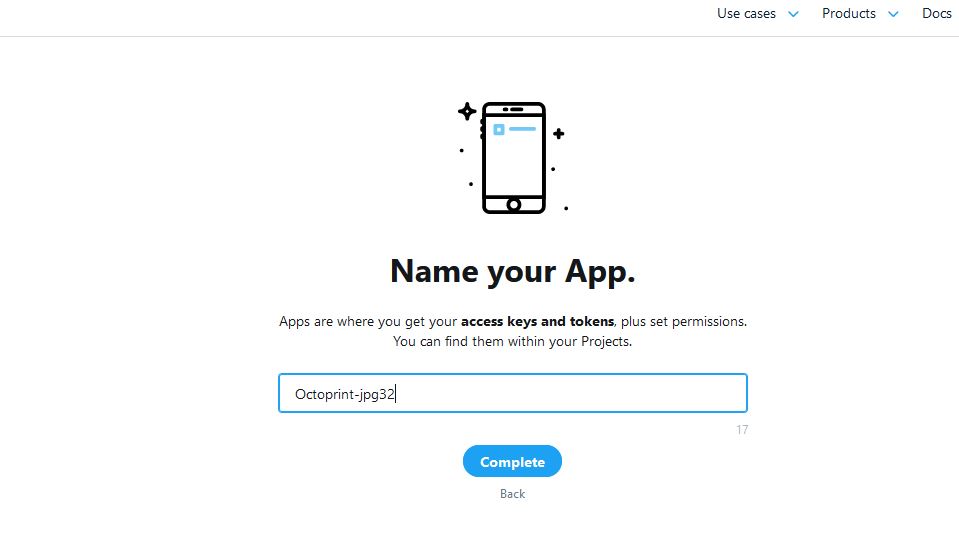 Use cases Products Docs
Name your App.
Apps are where you get your access keys and tokens, plus set permissions.
You can find them within your Projects.
Octoprint-jpg32
17
Complete
Back